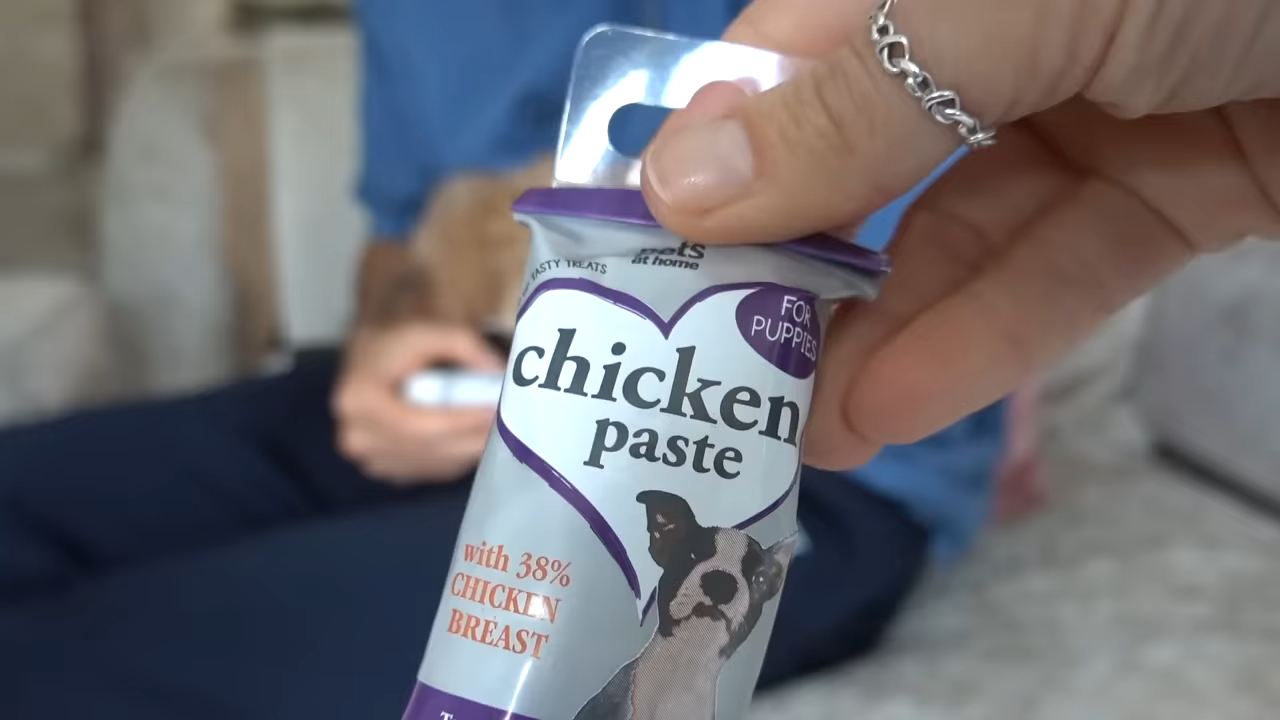 pets
at home
TASTY TREATS
FOR
PUPPIES
chicken
paste
with 38%
CHICKEN
BREAST